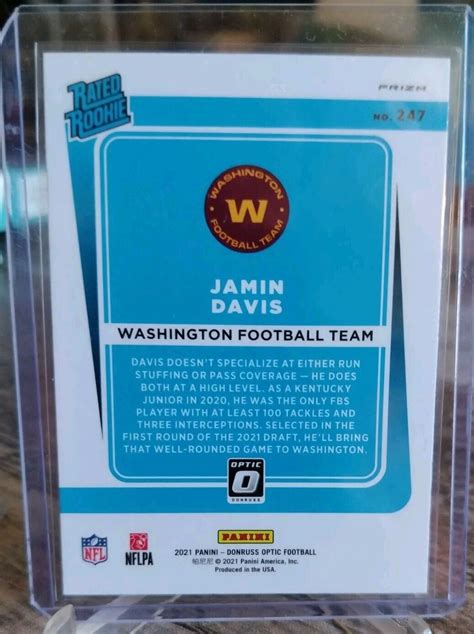 RATED
ROOKIE
PRIZM
NO. 247
WASHINGTON
W
FOOTBALL TEAM
JAMIN
DAVIS
WASHINGTON FOOTBALL TEAM
DAVIS DOESN'T SPECIALIZE AT EITHER RUN
STUFFING OR PASS COVERAGE — HE DOES
BOTH AT A HIGH LEVEL. AS A KENTUCKY
JUNIOR IN 2020, HE WAS THE ONLY FBS
PLAYER WITH AT LEAST 100 TACKLES AND
THREE INTERCEPTIONS. SELECTED IN THE
FIRST ROUND OF THE 2021 DRAFT, HE'LL BRING
THAT WELL-ROUNDED GAME TO WASHINGTON.
OPTIC
O
DONRUSS
NFL
NFLPA
PANINI
2021 PANINI – DONRUSS OPTIC FOOTBALL
帕尼尼 © 2021 Panini America, Inc.
Produced in the USA.